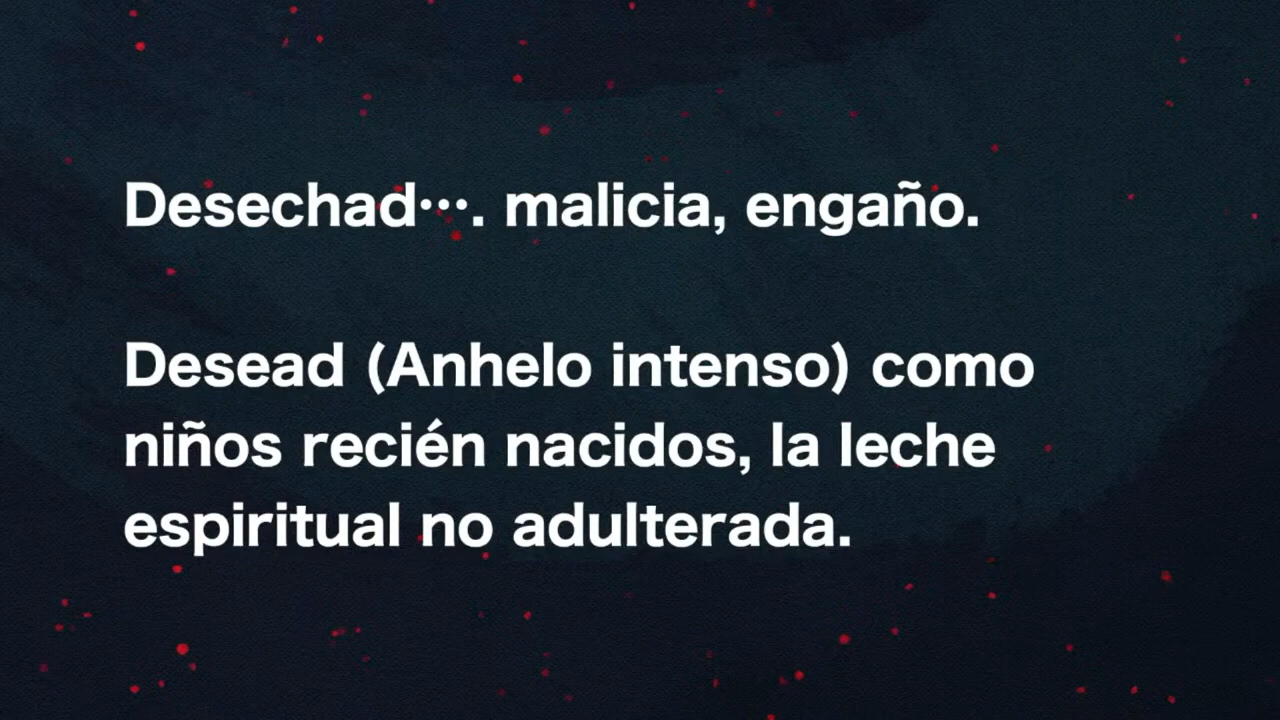 Desechad···. malicia, engaño.
Desead (Anhelo intenso) como
niños recién nacidos, la leche
espiritual no adulterada.